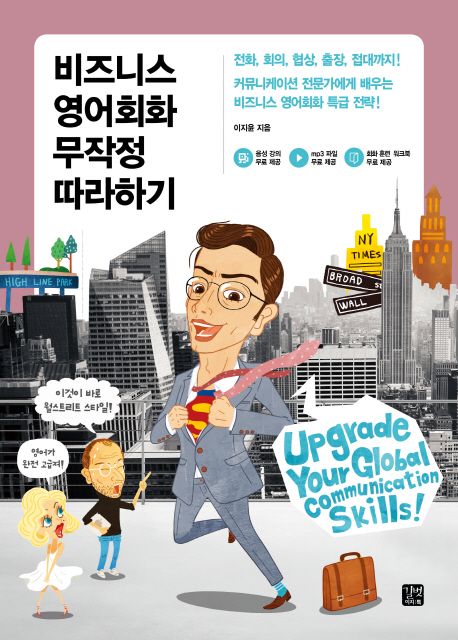 비즈니스
영어회화
무작정
따라하기
전화, 회의, 협상, 출장, 접대까지!
커뮤니케이션 전문가에게 배우는
비즈니스 영어회화 특급 전략!
이지윤 지음
음성 강의
무료 제공
mp3 파일
무료 제공
회화 훈련 워크북
무료 제공
NY
TIMES
BROAD ST
WALL
HIGH LINE PARK
이것이 바로
월스트리트 스타일!
영어가
완전 고급져!
Upgrade
Your Global
Communication
Skills!
길벗
이지:톡